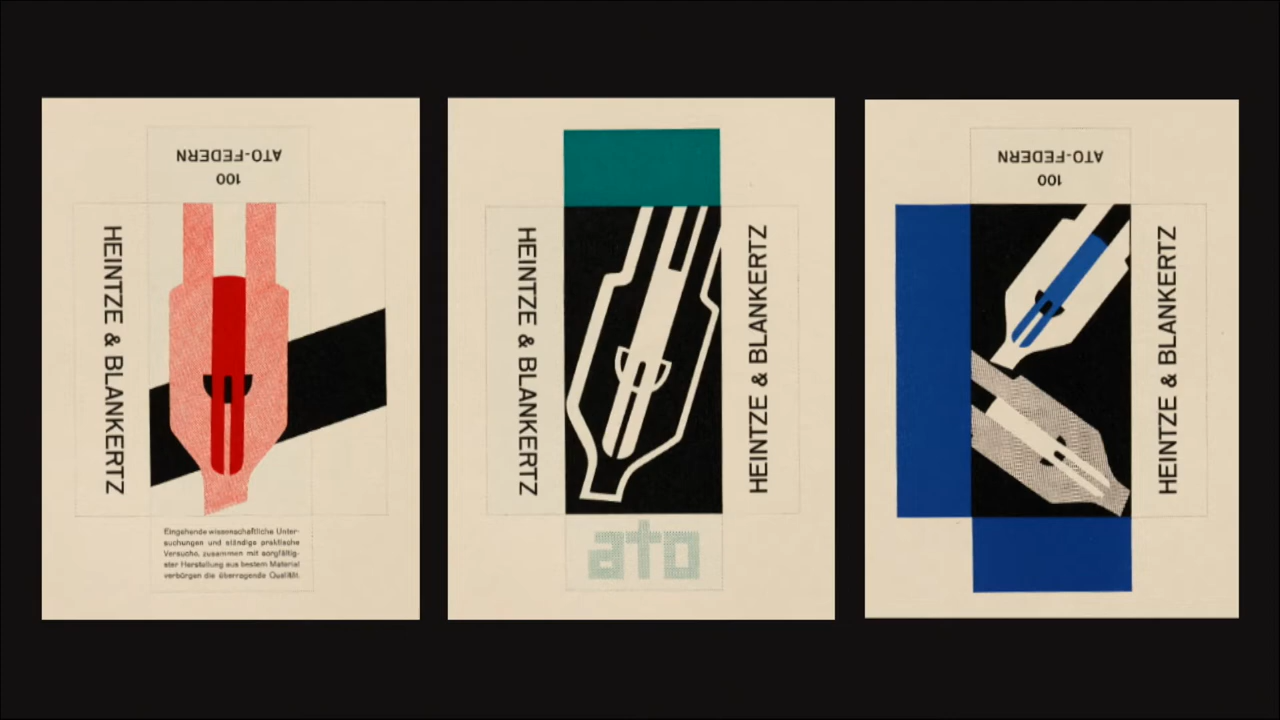 ATO-FEDERN
100
HEINTZE & BLANKERTZ
Eingehende wissenschaftliche Unter-
suchungen und ständige praktische
Versuche, zusammen mit sorgfältig-
ster Herstellung aus bestem Material
verbürgen die überragende Qualität.
HEINTZE & BLANKERTZ
HEINTZE & BLANKERTZ
ato
ATO-FEDERN
100
HEINTZE & BLANKERTZ